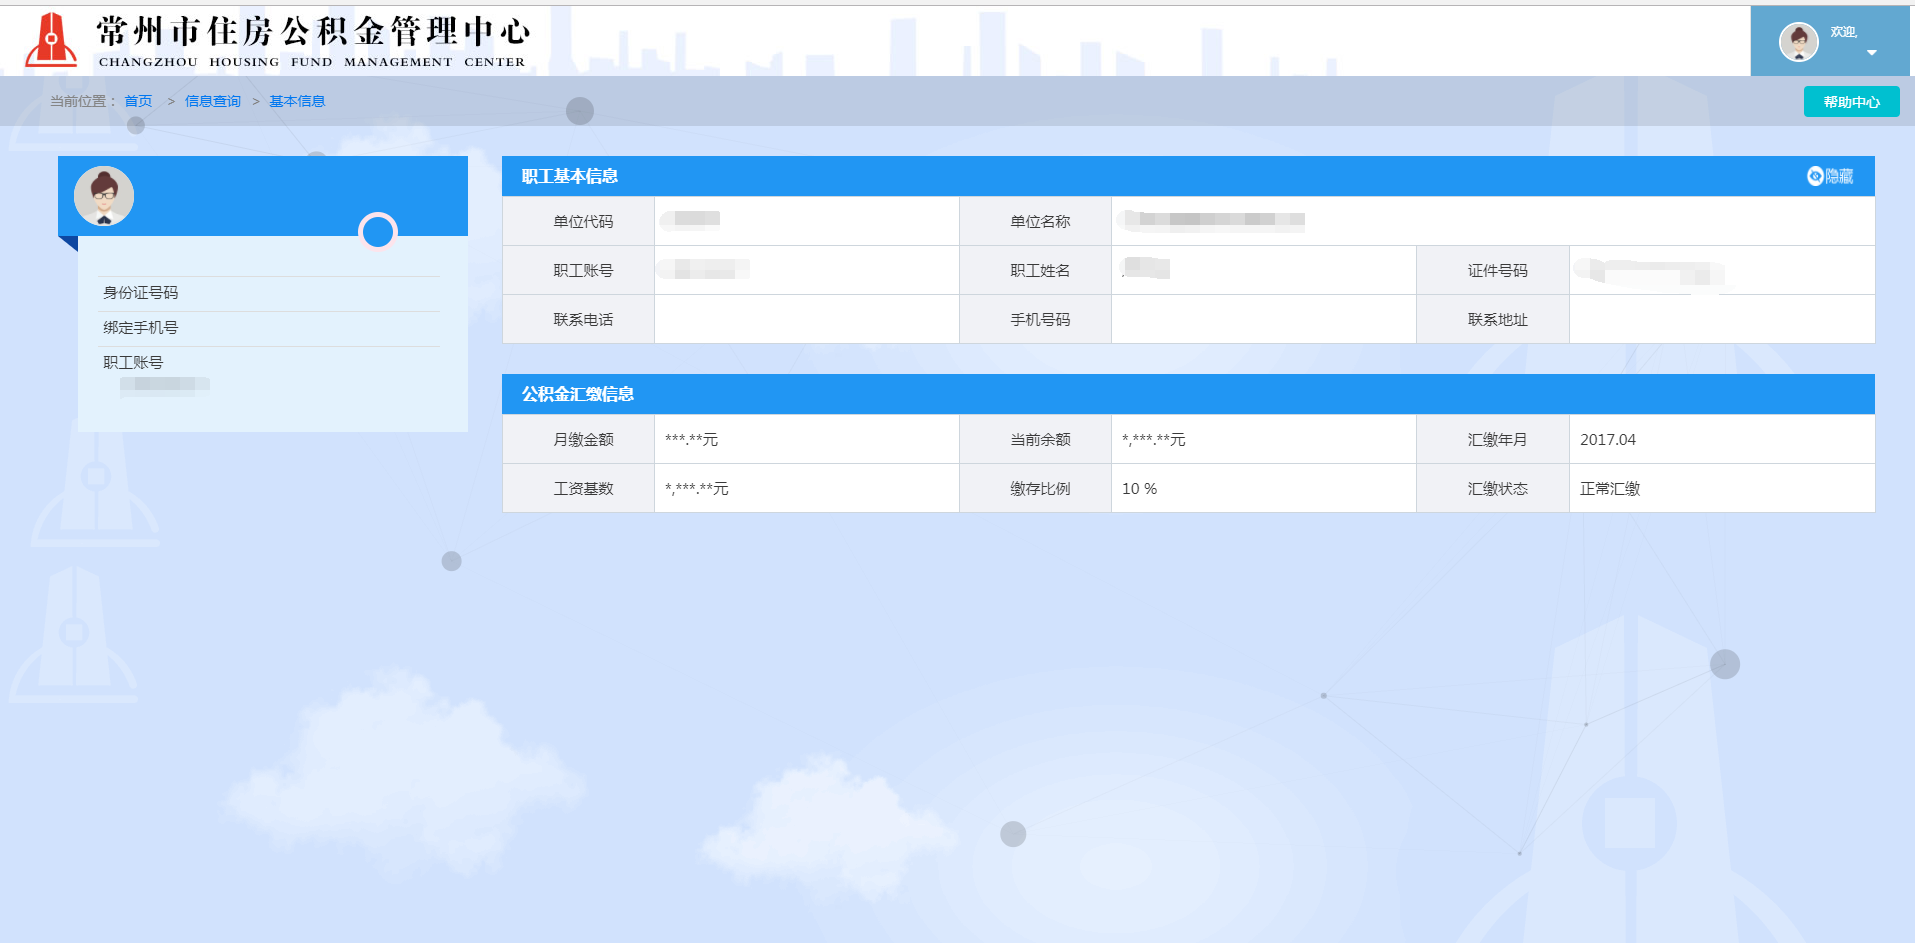 常州市住房公积金管理中心
CHANGZHOU HOUSING FUND MANAGEMENT CENTER
欢迎,
当前位置： 首页 > 信息查询 > 基本信息
帮助中心
身份证号码
绑定手机号
职工账号
职工基本信息
隐藏
单位代码 单位名称
职工账号 职工姓名 证件号码
联系电话 手机号码 联系地址
公积金汇缴信息
月缴金额 ***.**元 当前余额 *,***.**元 汇缴年月 2017.04
工资基数 *,***.**元 缴存比例 10 % 汇缴状态 正常汇缴